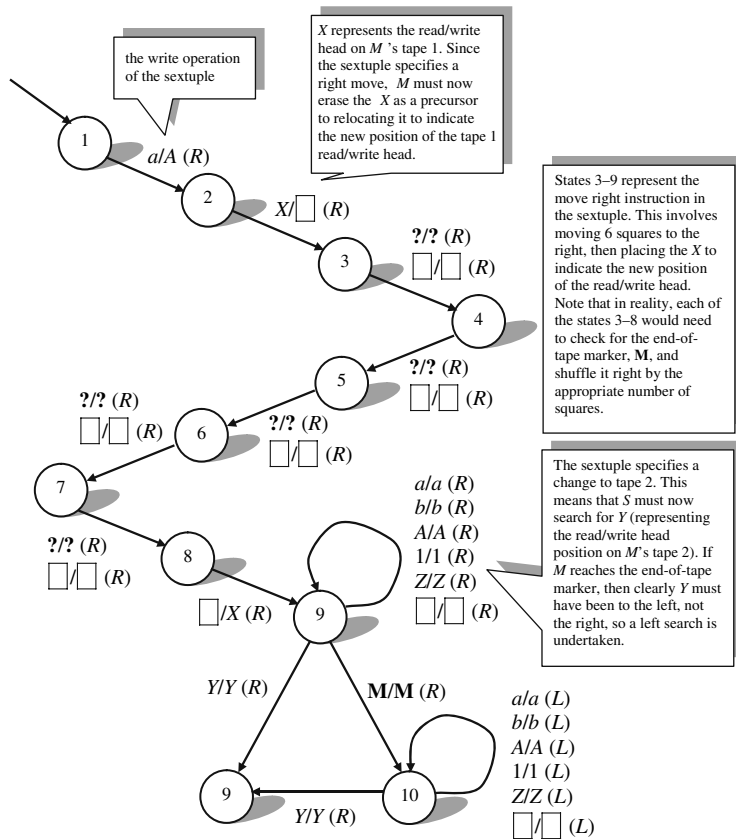 the write operation
of the sextuple
X represents the read/write
head on M 's tape 1. Since
the sextuple specifies a
right move, M must now
erase the X as a precursor
to relocating it to indicate
the new position of the tape 1
read/write head.
1
a/A (R)
2
X/□ (R)
3
?/? (R)
□/□ (R)
States 3–9 represent the
move right instruction in
the sextuple. This involves
moving 6 squares to the
right, then placing the X to
indicate the new position
of the read/write head.
Note that in reality, each of
the states 3–8 would need
to check for the end-of-
tape marker, M, and
shuffle it right by the
appropriate number of
squares.
4
?/? (R)
□/□ (R)
5
?/? (R)
□/□ (R)
6
?/? (R)
□/□ (R)
7
?/? (R)
□/□ (R)
8
□/X (R)
9
a/a (R)
b/b (R)
A/A (R)
1/1 (R)
Z/Z (R)
□/□ (R)
The sextuple specifies a
change to tape 2. This
means that S must now
search for Y (representing
the read/write head
position on M's tape 2). If
M reaches the end-of-tape
marker, then clearly Y must
have been to the left, not
the right, so a left search is
undertaken.
Y/Y (R)
M/M (R)
9
Y/Y (R)
10
a/a (L)
b/b (L)
A/A (L)
1/1 (L)
Z/Z (L)
□/□ (L)